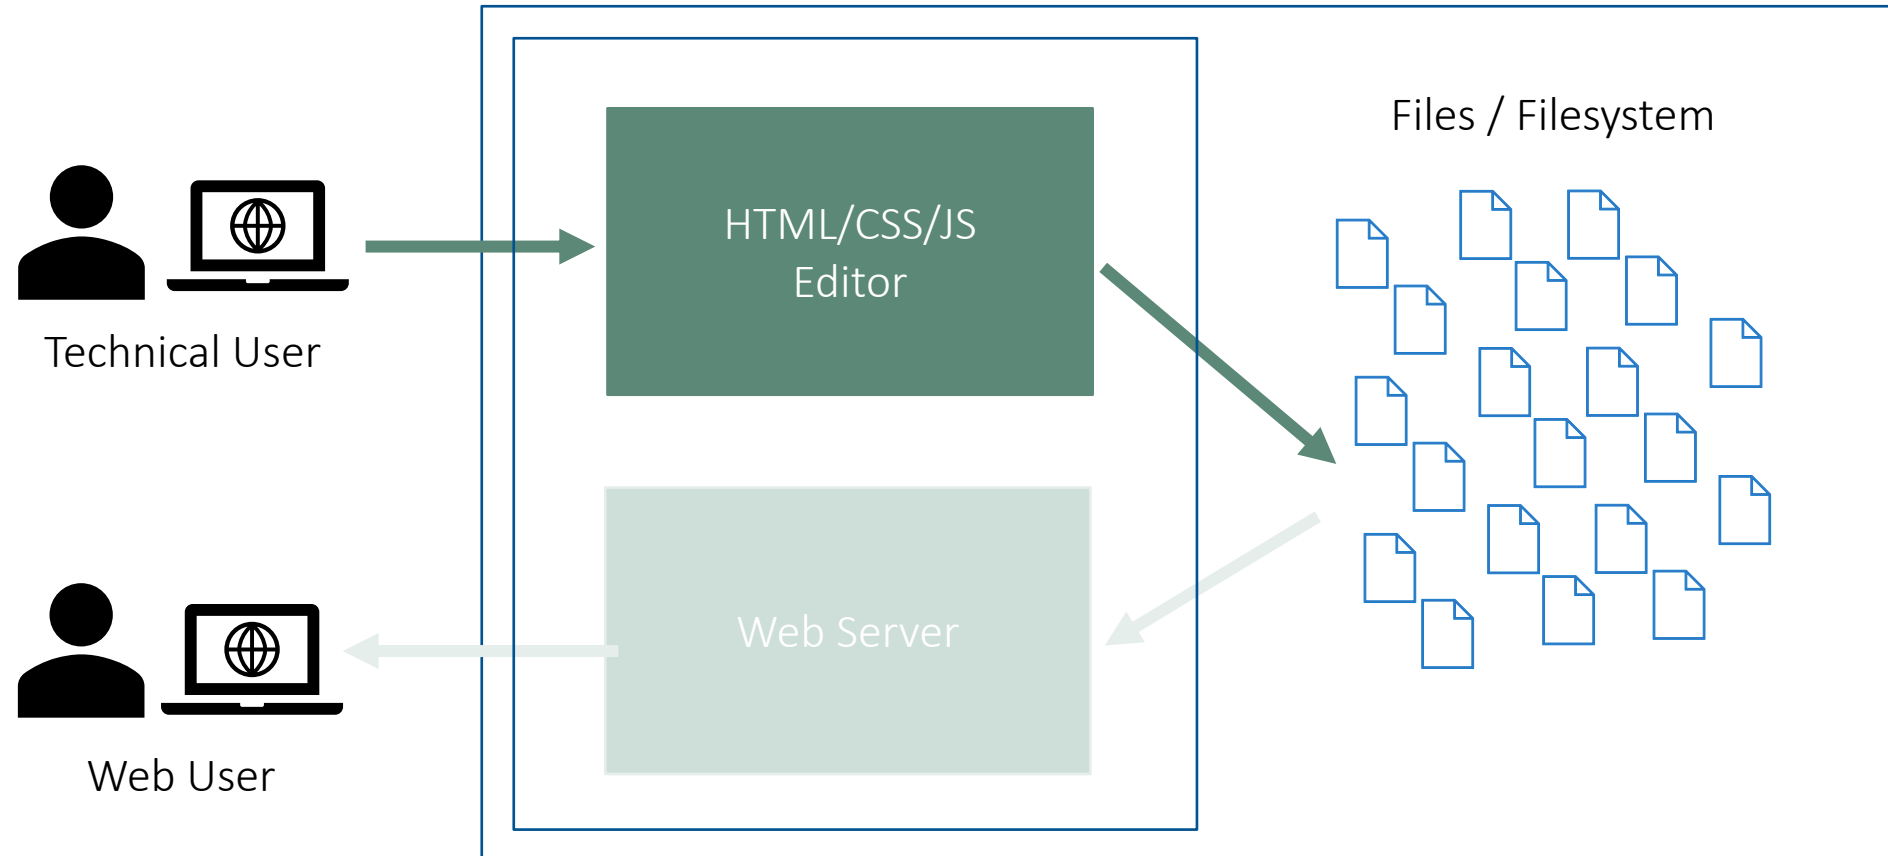 Files / Filesystem
HTML/CSS/JS
Editor
Technical User
Web Server
Web User